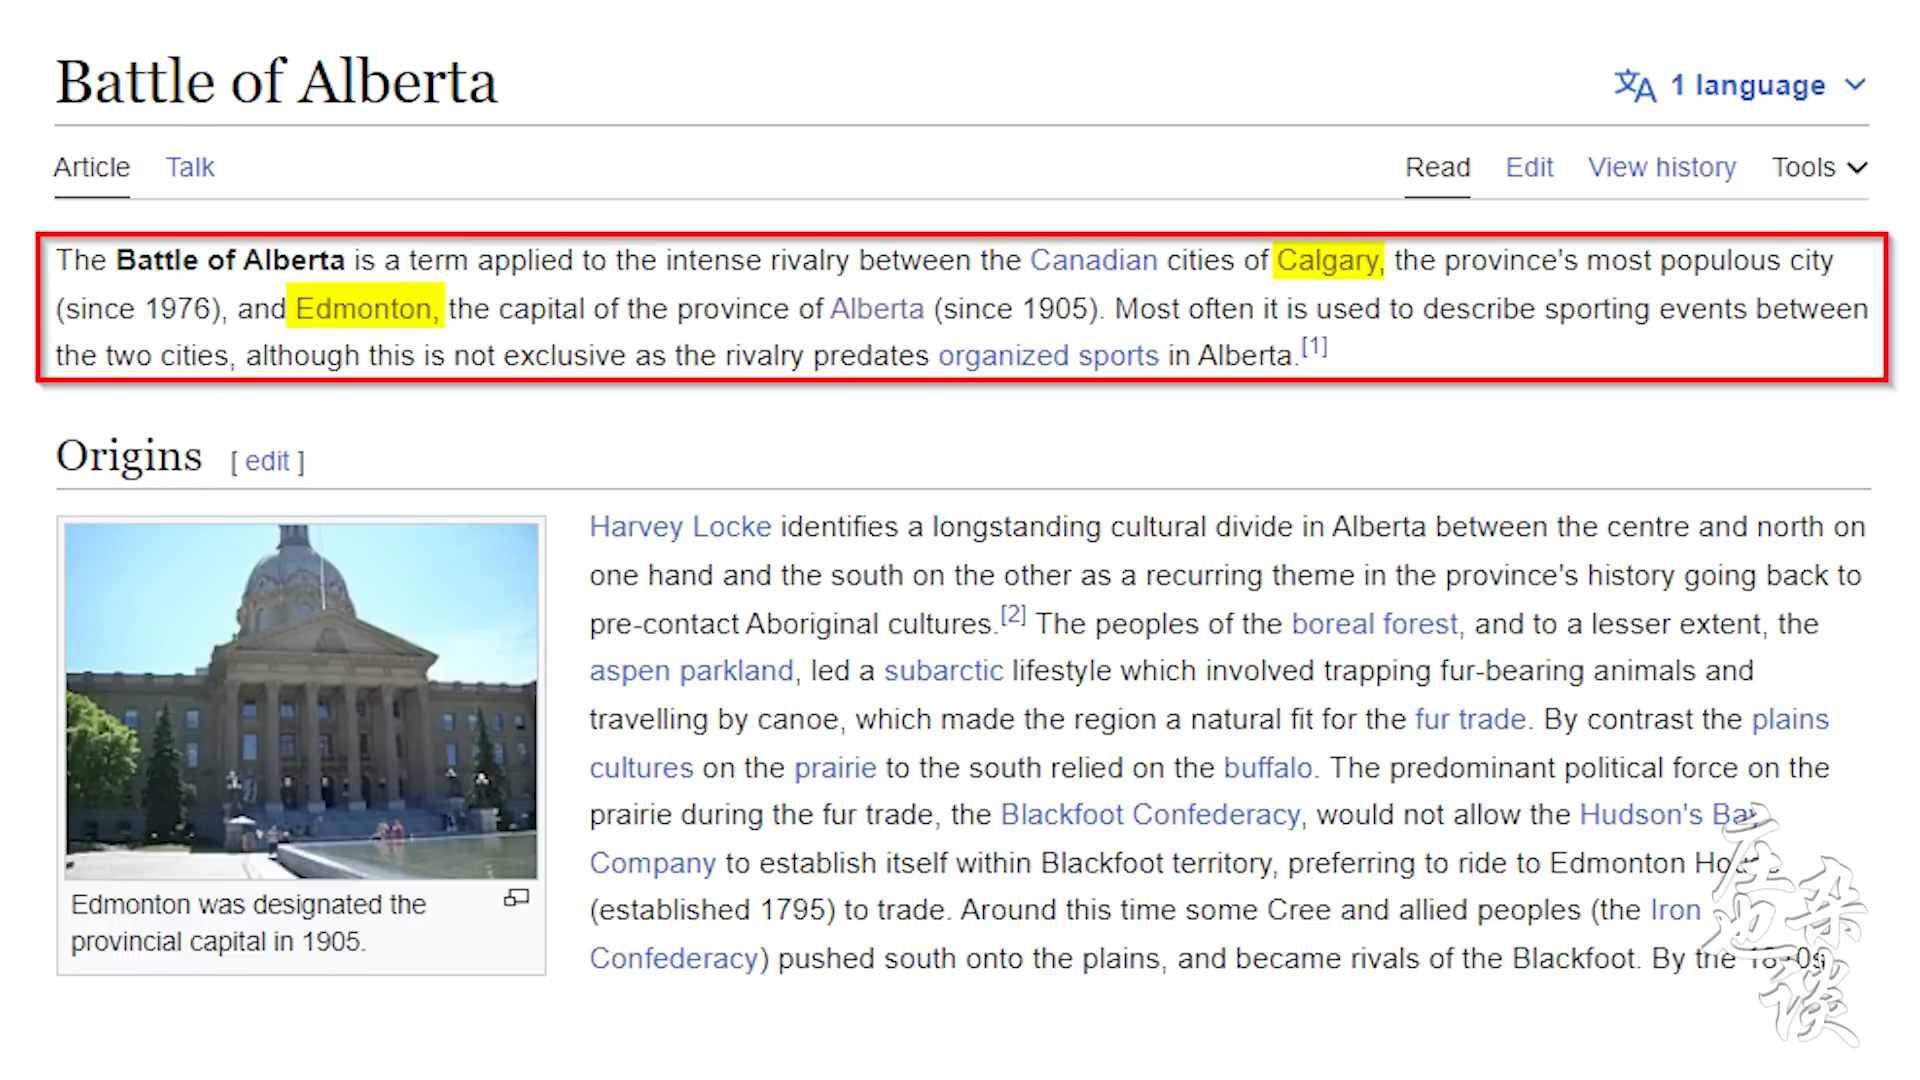 Battle of Alberta
1 language
Article Talk
Read Edit View history Tools
The Battle of Alberta is a term applied to the intense rivalry between the Canadian cities of Calgary, the province's most populous city
(since 1976), and Edmonton, the capital of the province of Alberta (since 1905). Most often it is used to describe sporting events between
the two cities, although this is not exclusive as the rivalry predates organized sports in Alberta.[1]
Origins [ edit ]
Harvey Locke identifies a longstanding cultural divide in Alberta between the centre and north on
one hand and the south on the other as a recurring theme in the province's history going back to
pre-contact Aboriginal cultures.[2] The peoples of the boreal forest, and to a lesser extent, the
aspen parkland, led a subarctic lifestyle which involved trapping fur-bearing animals and
travelling by canoe, which made the region a natural fit for the fur trade. By contrast the plains
cultures on the prairie to the south relied on the buffalo. The predominant political force on the
prairie during the fur trade, the Blackfoot Confederacy, would not allow the Hudson's Bay
Company to establish itself within Blackfoot territory, preferring to ride to Edmonton
(established 1795) to trade. Around this time some Cree and allied peoples (the Iron
Confederacy) pushed south onto the plains, and became rivals of the Blackfoot. By the
Edmonton was designated the
provincial capital in 1905.
庄也
杂谈